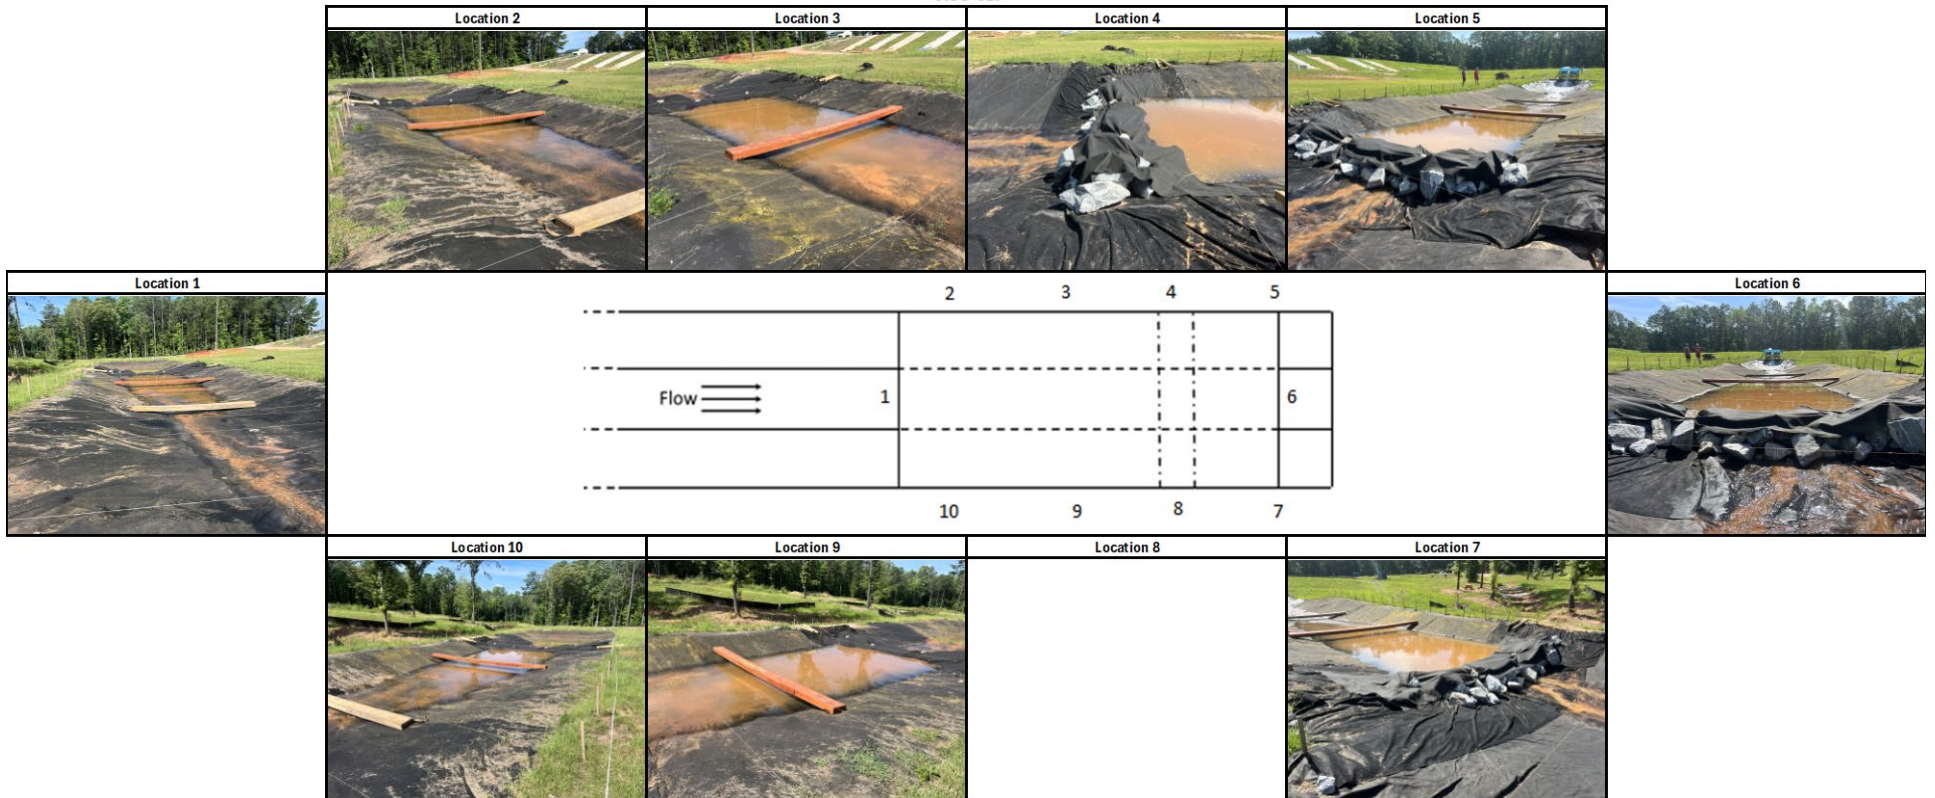 Location 2
Location 3
Location 4
Location 5
Location 1
Location 6
2
3
4
5
Flow
1
6
10
9
8
7
Location 10
Location 9
Location 8
Location 7